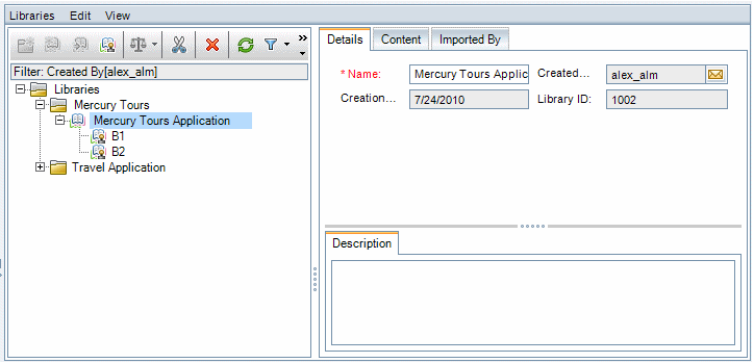 Libraries Edit View
Details Content Imported By
Filter: Created By[alex_alm]
* Name: Mercury Tours Applic Created... alex_alm
Creation... 7/24/2010 Library ID: 1002
Libraries
Mercury Tours
Mercury Tours Application
B1
B2
Travel Application
Description